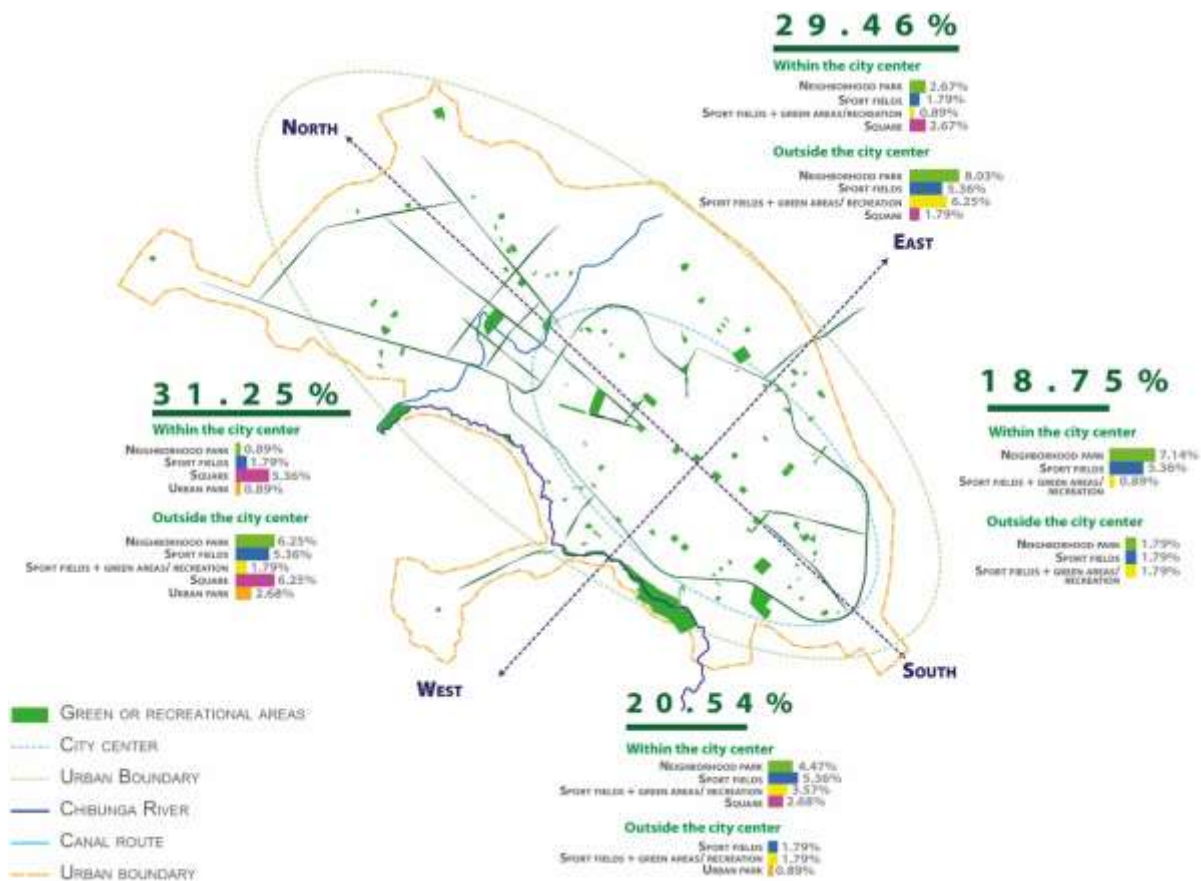 29.46%
Within the city center
NEIGHBORHOOD PARK 2.67%
SPORT FIELDS 1.79%
SPORT FIELDS + GREEN AREAS/RECREATION 0.89%
SQUARE 2.67%
Outside the city center
NEIGHBORHOOD PARK 8.03%
SPORT FIELDS 5.36%
SPORT FIELDS + GREEN AREAS/ RECREATION 6.25%
SQUARE 1.79%
NORTH
EAST
31.25%
Within the city center
NEIGHBORHOOD PARK 0.89%
SPORT FIELDS 1.79%
SQUARE 5.36%
URBAN PARK 0.89%
Outside the city center
NEIGHBORHOOD PARK 6.25%
SPORT FIELDS 5.36%
SPORT FIELDS + GREEN AREAS/ RECREATION 1.79%
SQUARE 6.25%
URBAN PARK 2.68%
18.75%
Within the city center
NEIGHBORHOOD PARK 7.14%
SPORT FIELDS 5.36%
SPORT FIELDS + GREEN AREAS/ 0.89%
RECREATION
Outside the city center
NEIGHBORHOOD PARK 1.79%
SPORT FIELDS 1.79%
SPORT FIELDS + GREEN AREAS/ 1.79%
RECREATION
WEST
SOUTH
20.54%
Within the city center
NEIGHBORHOOD PARK 4.47%
SPORT FIELDS 5.36%
SPORT FIELDS + GREEN AREAS/ RECREATION 3.57%
SQUARE 2.68%
Outside the city center
SPORT FIELDS 1.79%
SPORT FIELDS + GREEN AREAS/RECREATION 1.79%
URBAN PARK 0.89%
GREEN OR RECREATIONAL AREAS
CITY CENTER
URBAN BOUNDARY
CHIBUNGA RIVER
CANAL ROUTE
URBAN BOUNDARY